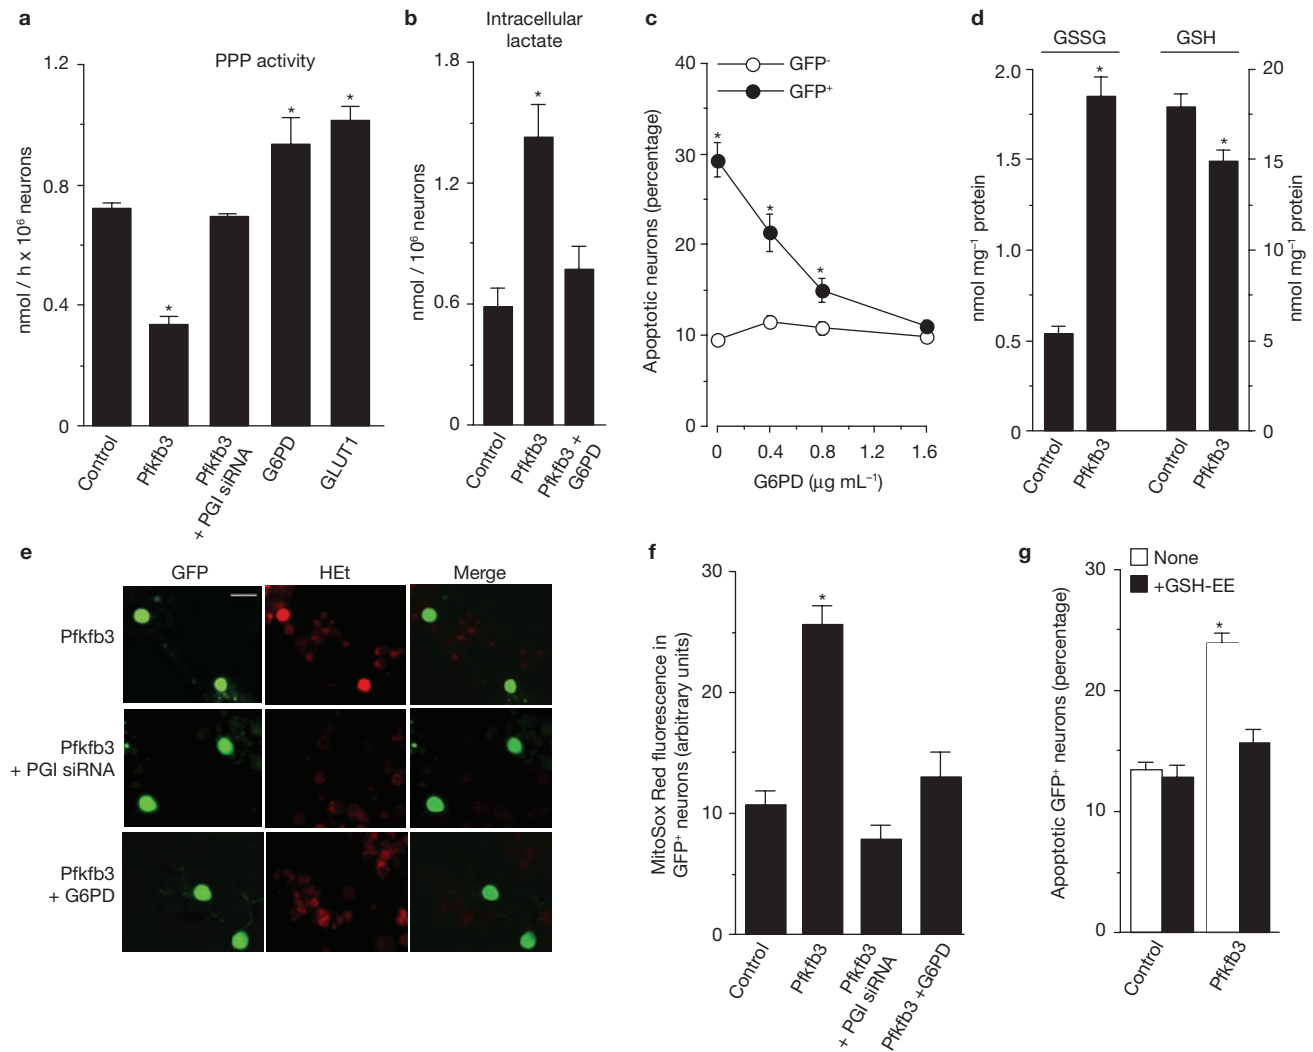 a
PPP activity
nmol / h x 10⁶ neurons
1.2
0.8
0.4
0
*
*
*
Control
Pfkfb3
Pfkfb3
+ PGI siRNA
G6PD
GLUT1
b
Intracellular
lactate
nmol / 10⁶ neurons
1.8
1.2
0.6
0
*
Control
Pfkfb3
Pfkfb3 +
G6PD
c
GFP⁻
GFP⁺
Apoptotic neurons (percentage)
40
30
20
10
0
*
*
*
0 0.4 0.8 1.2 1.6
G6PD (μg mL⁻¹)
d
GSSG
GSH
nmol mg⁻¹ protein
2.0
1.5
1.0
0.5
0
*
*
20
15
10
5
0
nmol mg⁻¹ protein
Control
Pfkfb3
Control
Pfkfb3
e
GFP HEt Merge
Pfkfb3
Pfkfb3
+ PGI siRNA
Pfkfb3
+ G6PD
f
MitoSox Red fluorescence in
GFP⁺ neurons (arbitrary units)
30
20
10
0
*
Control
Pfkfb3
Pfkfb3
+ PGI siRNA
Pfkfb3 +G6PD
g
None
+GSH-EE
Apoptotic GFP⁺ neurons (percentage)
30
20
10
0
*
Control
Pfkfb3